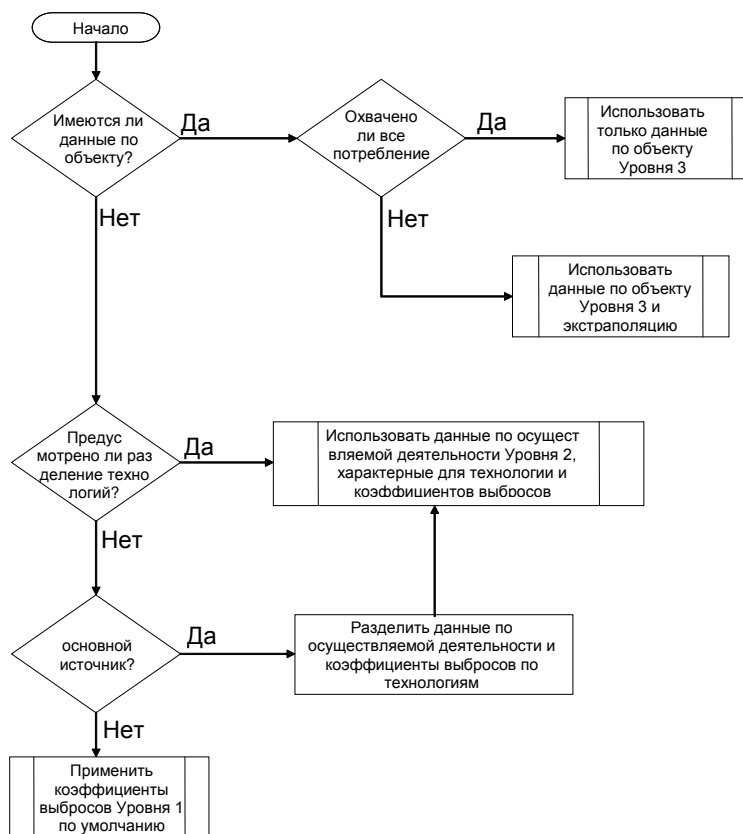 Начало
Имеются ли
данные по
объекту?
Да
Охвачено
ли все
потребление
Да
Использовать
только данные
по объекту
Уровня 3
Нет
Нет
Использовать
данные по объекту
Уровня 3 и
экстраполяцию
Предус
мотрено ли раз
деление техно
логий?
Да
Использовать данные по осущест
вляемой деятельности Уровня 2,
характерные для технологии и
коэффициентов выбросов
Нет
основной
источник?
Да
Разделить данные по
осуществляемой деятельности и
коэффициенты выбросов по
технологиям
Нет
Применить
коэффициенты
выбросов Уровня 1
по умолчанию